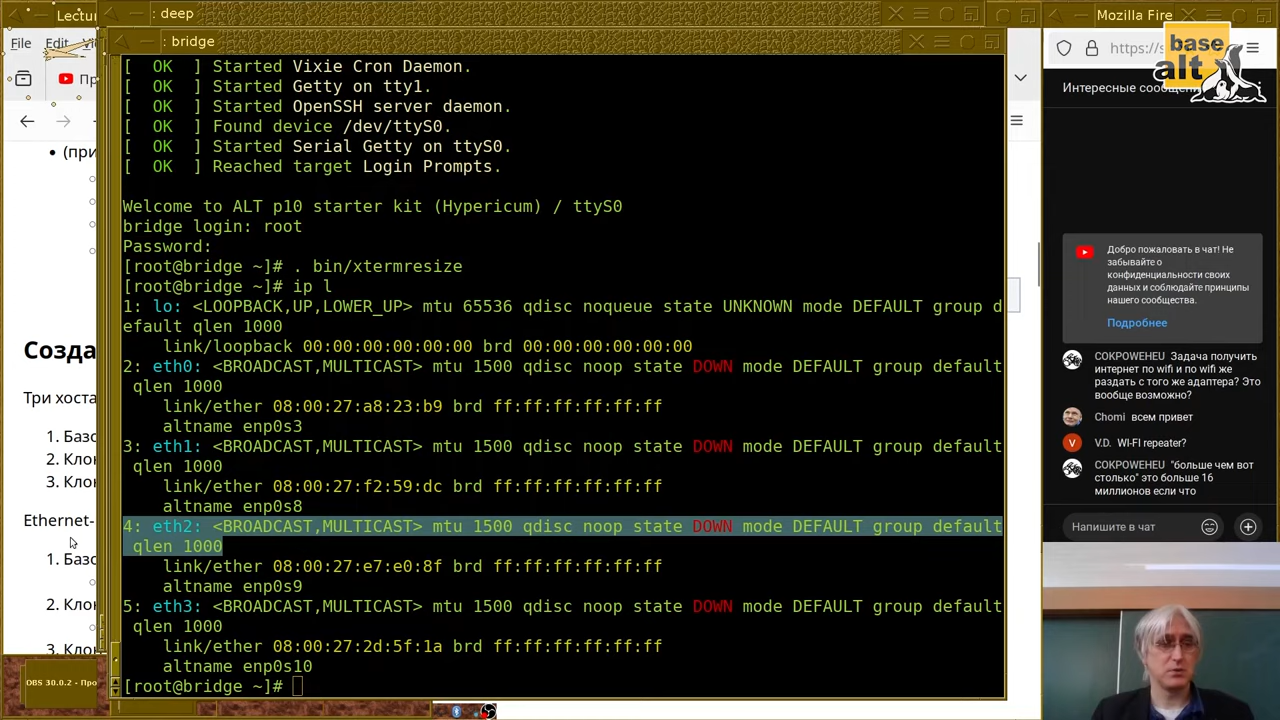 Lectu
: deep
Mozilla Fire
File
Edit
: bridge
https://s
base
alt
Пр
Интересные сообщени
(при
[  OK  ] Started Vixie Cron Daemon.
[  OK  ] Started Getty on tty1.
[  OK  ] Started OpenSSH server daemon.
[  OK  ] Found device /dev/ttyS0.
[  OK  ] Started Serial Getty on ttyS0.
[  OK  ] Reached target Login Prompts.
Welcome to ALT p10 starter kit (Hypericum) / ttyS0
bridge login: root
Password:
[root@bridge ~]# . bin/xtermresize
[root@bridge ~]# ip l
1: lo: <LOOPBACK,UP,LOWER_UP> mtu 65536 qdisc noqueue state UNKNOWN mode DEFAULT group d
efault qlen 1000
link/loopback 00:00:00:00:00:00 brd 00:00:00:00:00:00
2: eth0: <BROADCAST,MULTICAST> mtu 1500 qdisc noop state DOWN mode DEFAULT group default
qlen 1000
link/ether 08:00:27:a8:23:b9 brd ff:ff:ff:ff:ff:ff
altname enp0s3
3: eth1: <BROADCAST,MULTICAST> mtu 1500 qdisc noop state DOWN mode DEFAULT group default
qlen 1000
link/ether 08:00:27:f2:59:dc brd ff:ff:ff:ff:ff:ff
altname enp0s8
4: eth2: <BROADCAST,MULTICAST> mtu 1500 qdisc noop state DOWN mode DEFAULT group default
qlen 1000
link/ether 08:00:27:e7:e0:8f brd ff:ff:ff:ff:ff:ff
altname enp0s9
5: eth3: <BROADCAST,MULTICAST> mtu 1500 qdisc noop state DOWN mode DEFAULT group default
qlen 1000
link/ether 08:00:27:2d:5f:1a brd ff:ff:ff:ff:ff:ff
altname enp0s10
[root@bridge ~]#
Созда
Три хоста
1. Базо
2. Клон
3. Клон
Ethernet-
1. Базо
2. Клон
3. Клон
OBS 30.0.2 - Про
Добро пожаловать в чат! Не
забывайте о
конфиденциальности своих
данных и соблюдайте принципы
нашего сообщества.
Подробнее
COKPOWEHEU Задача получить
интернет по wifi и по wifi же
раздать с того же адаптера? Это
вообще возможно?
Chomi всем привет
V V.D. WI-FI repeater?
COKPOWEHEU "больше чем вот
столько" это больше 16
миллионов если что
Напишите в чат